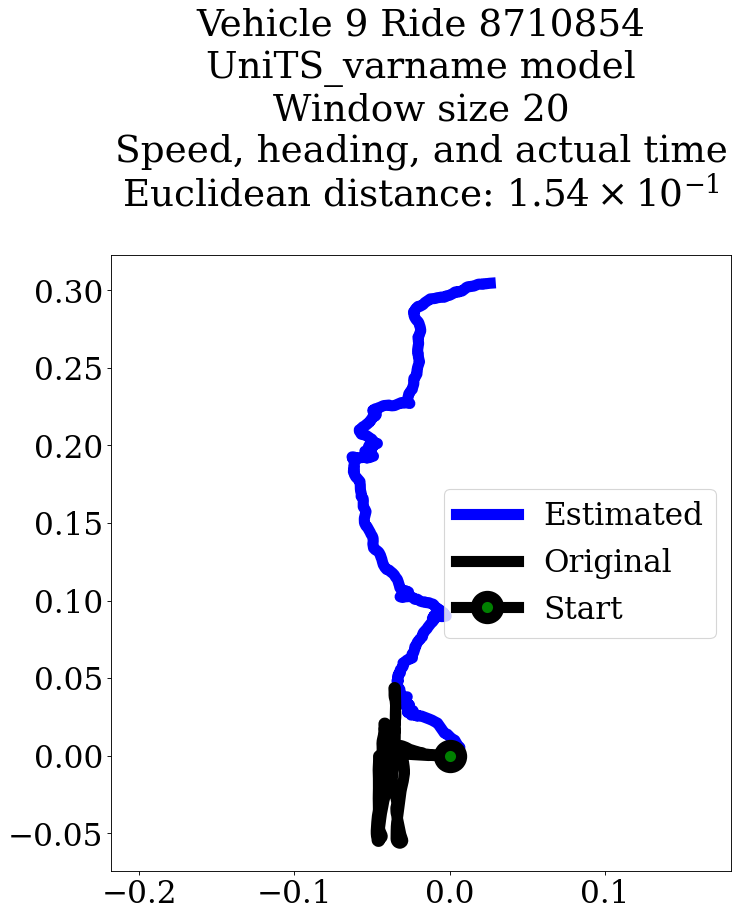 Vehicle 9 Ride 8710854
UniTS_varname model
Window size 20
Speed, heading, and actual time
Euclidean distance: 1.54 × 10⁻¹
0.30
0.25
0.20
0.15
0.10
0.05
0.00
−0.05
Estimated
Original
Start
−0.2
−0.1
0.0
0.1